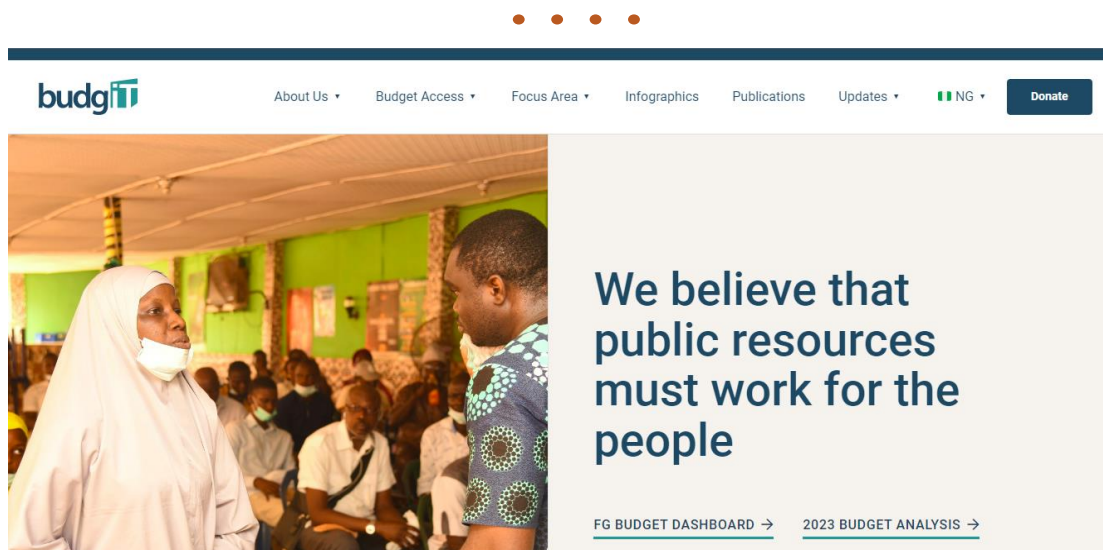 budgIT
About Us
Budget Access
Focus Area
Infographics
Publications
Updates
NG
Donate
We believe that
public resources
must work for the
people
FG BUDGET DASHBOARD →
2023 BUDGET ANALYSIS →